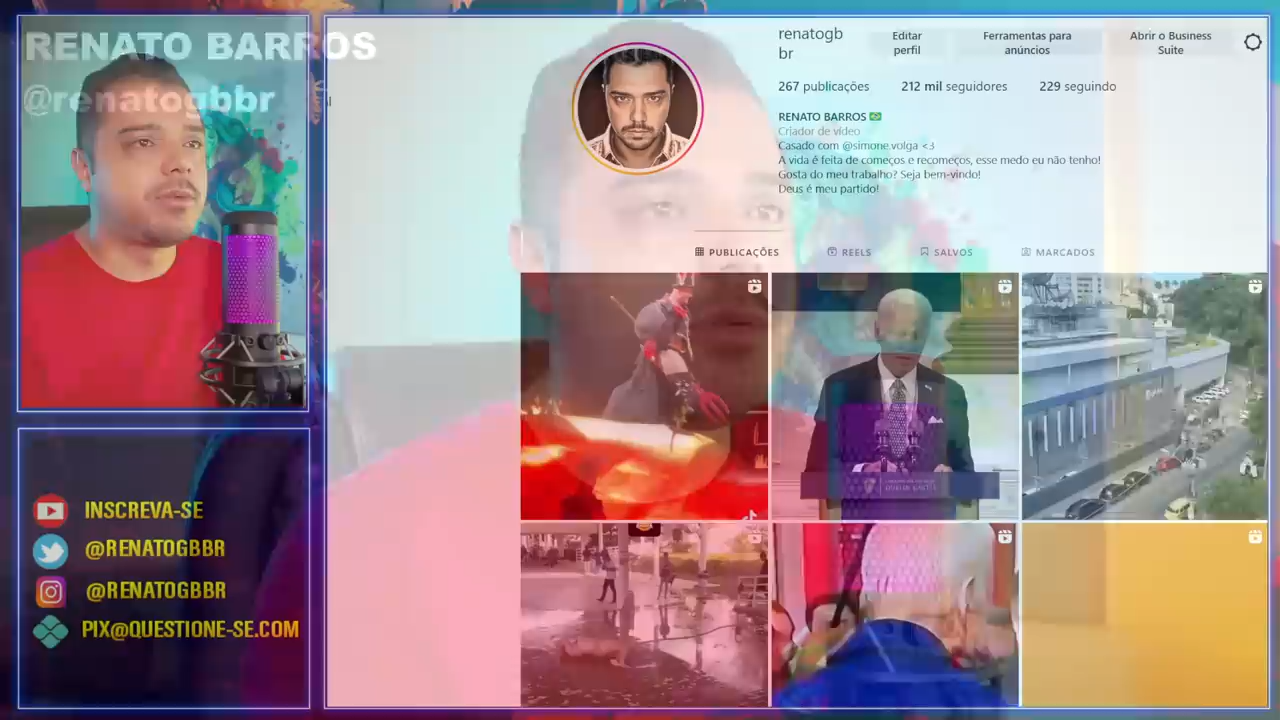 RENATO BARROS
@renatogbbr
INSCREVA-SE
@RENATOGBBR
@RENATOGBBR
PIX@QUESTIONE-SE.COM
renatogb
br
Editar
perfil
Ferramentas para
anúncios
Abrir o Business
Suite
267 publicações
212 mil seguidores
229 seguindo
RENATO BARROS
Criador de vídeo
Casado com @simone.volga <3
A vida é feita de começos e recomeços, esse medo eu não tenho!
Gosta do meu trabalho? Seja bem-vindo!
Deus é meu partido!
PUBLICAÇÕES
REELS
SALVOS
MARCADOS